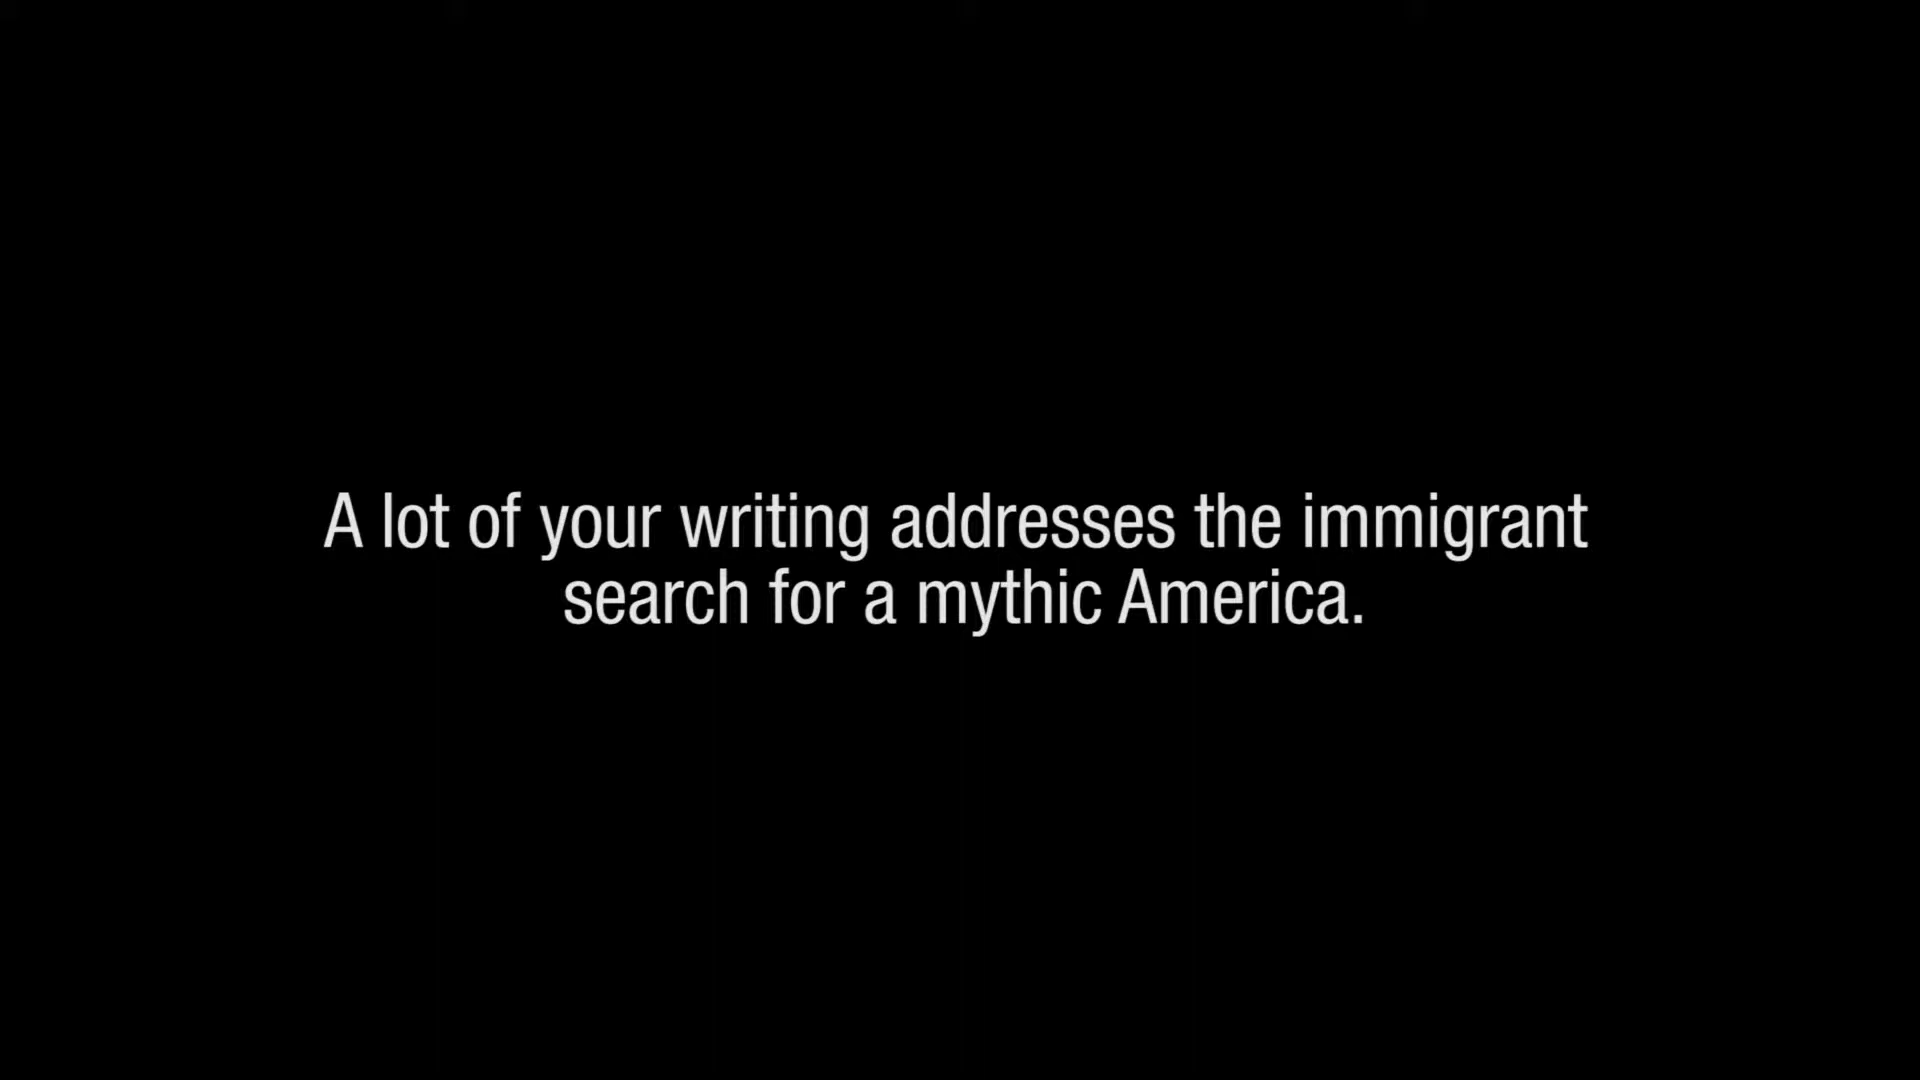 A lot of your writing addresses the immigrant
search for a mythic America.